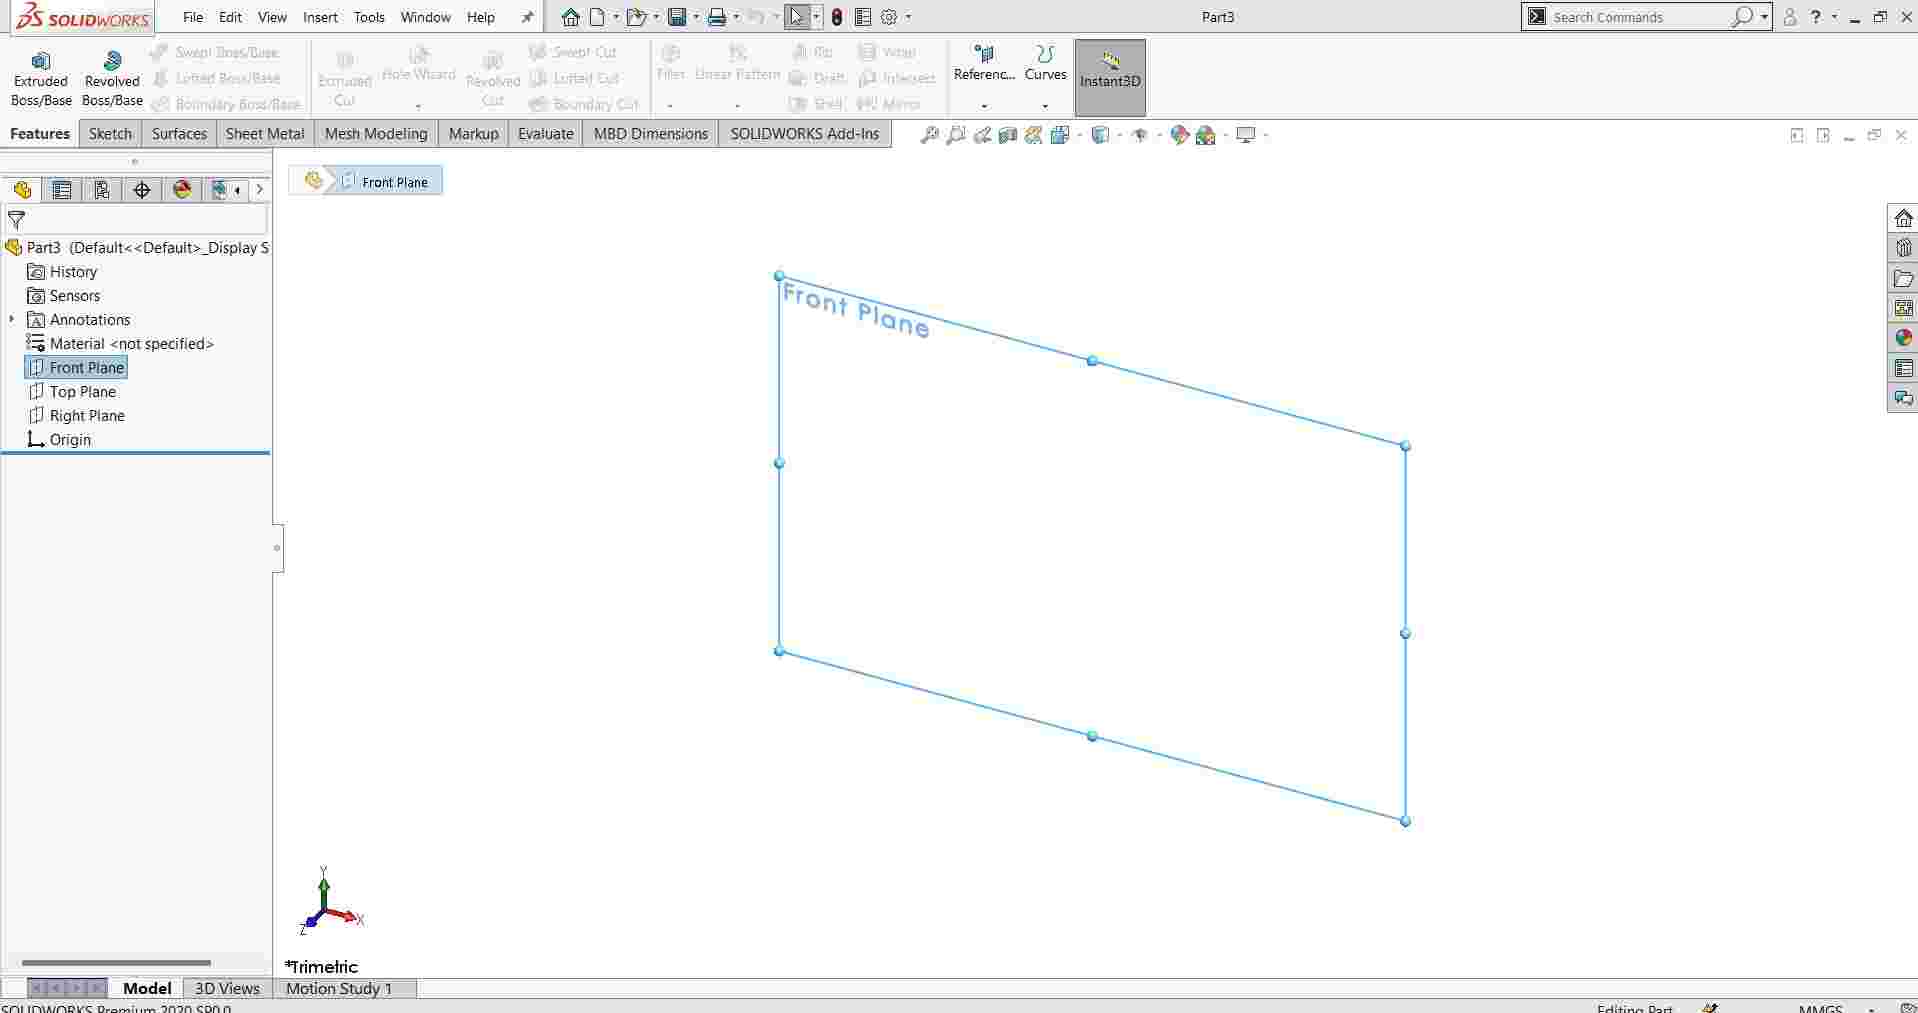 SOLIDWORKS File Edit View Insert Tools Window Help Part3 Search Commands ?
Extruded Boss/Base
Revolved Boss/Base
Swept Boss/Base
Lofted Boss/Base
Boundary Boss/Base
Extruded Cut
Hole Wizard
Revolved Cut
Swept Cut
Lofted Cut
Boundary Cut
Fillet
Linear Pattern
Rib
Draft
Shell
Wrap
Intersect
Mirror
Referenc...
Curves
Instant3D
Features Sketch Surfaces Sheet Metal Mesh Modeling Markup Evaluate MBD Dimensions SOLIDWORKS Add-Ins
Front Plane
Part3 (Default<<Default>_Display S
History
Sensors
Annotations
Material <not specified>
Front Plane
Top Plane
Right Plane
Origin
Front Plane
Y
X
Z
*Trimetric
Model 3D Views Motion Study 1
SOLIDWORKS Premium 2020 SP0.0 Editing Part MMGS